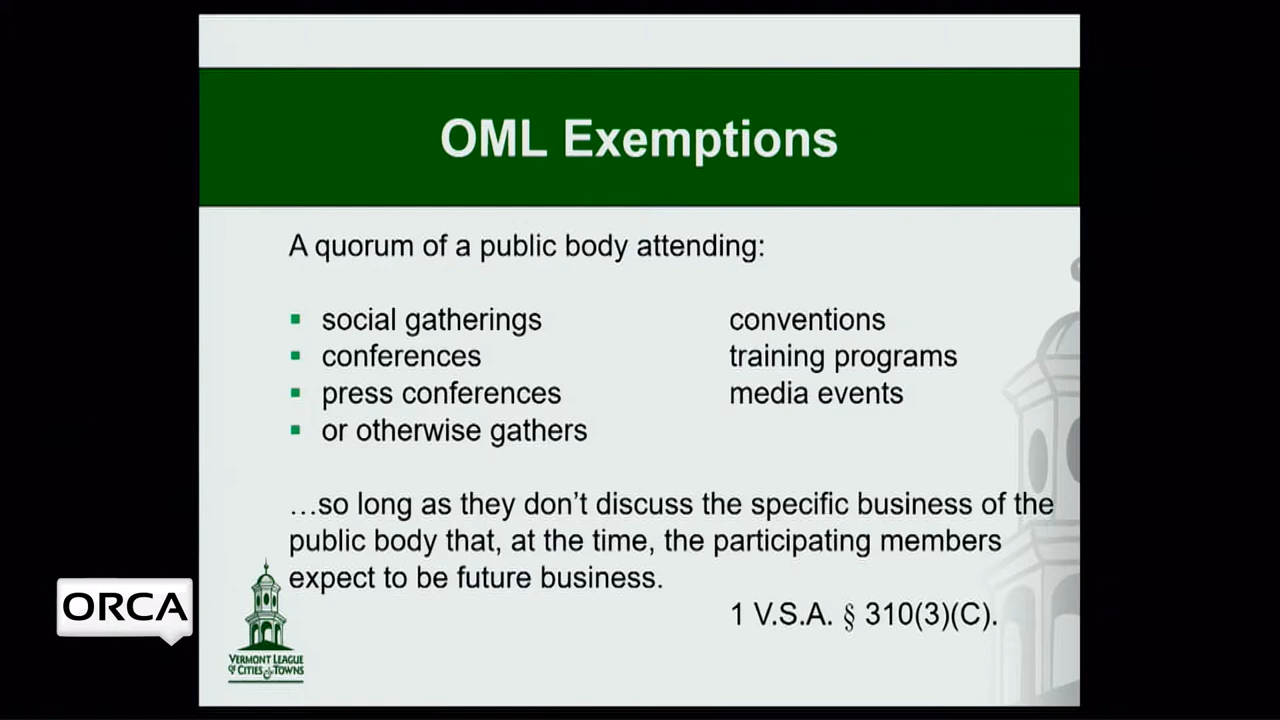 OML Exemptions
A quorum of a public body attending:
▪ social gatherings conventions
▪ conferences training programs
▪ press conferences media events
▪ or otherwise gathers
…so long as they don’t discuss the specific business of the
public body that, at the time, the participating members
expect to be future business.
1 V.S.A. § 310(3)(C).
ORCA
VERMONT LEAGUE
OF CITIES & TOWNS